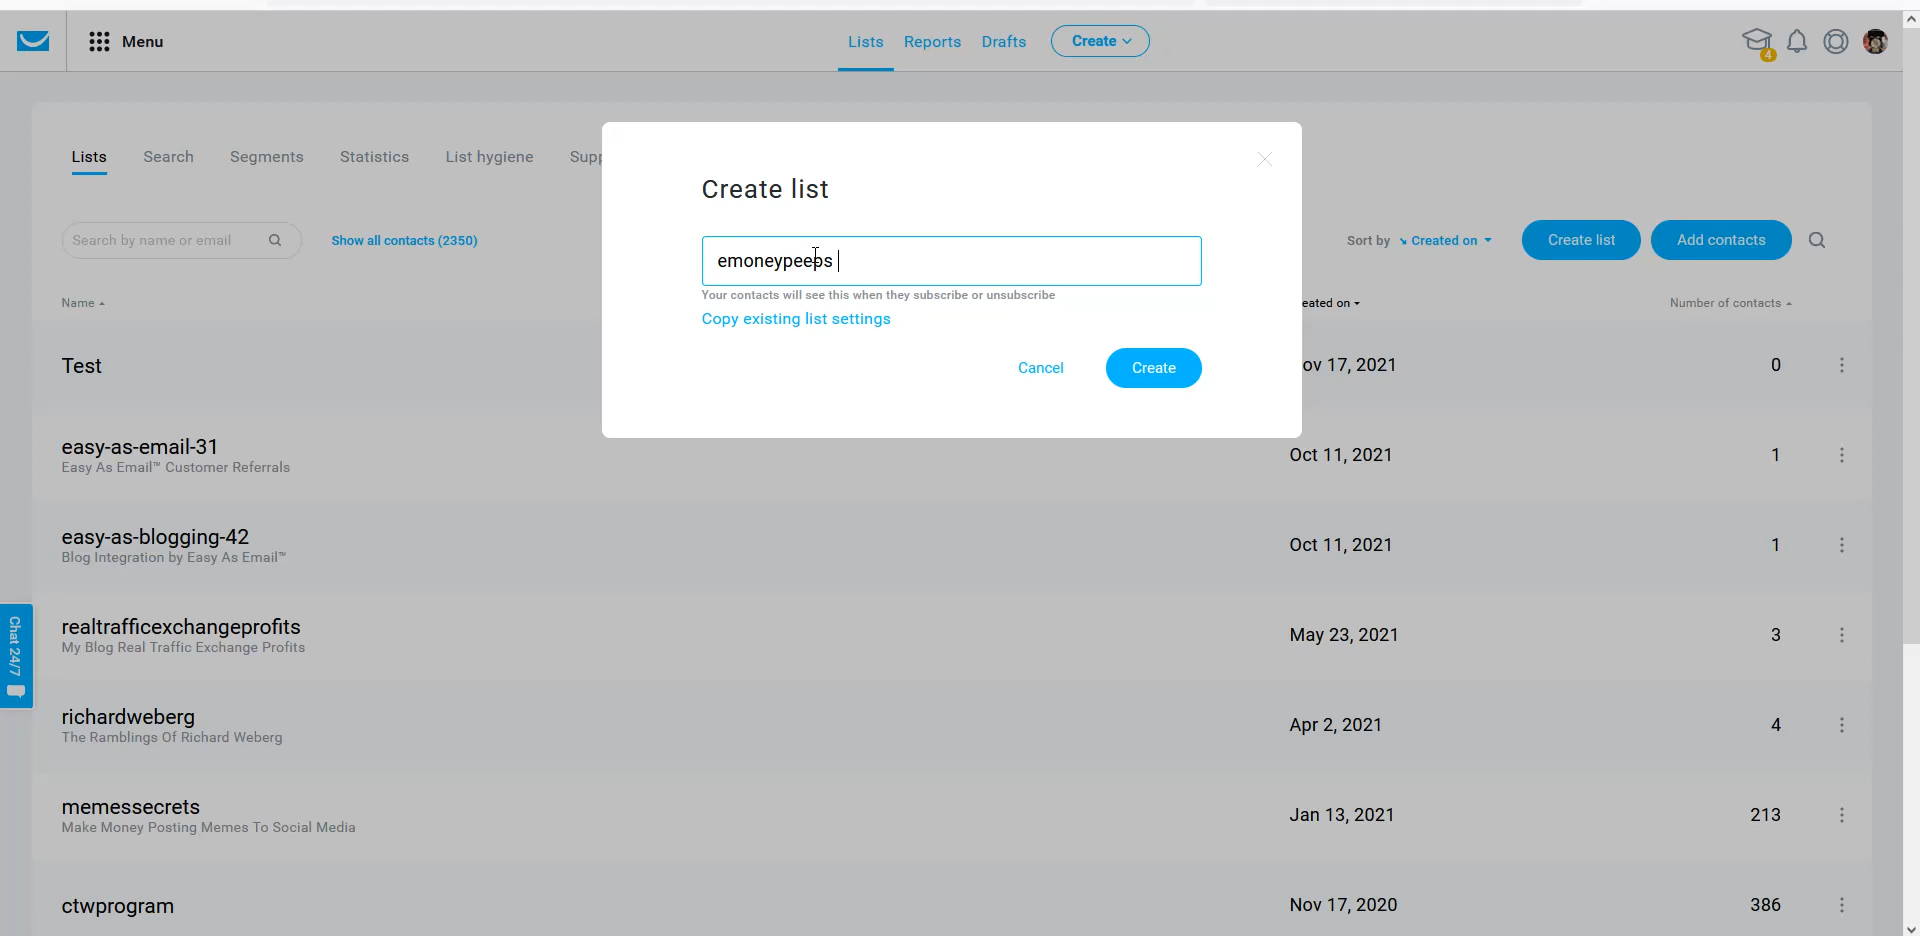 Menu
Lists
Reports
Drafts
Create
4
Lists
Search
Segments
Statistics
List hygiene
Supp
Create list
Search by name or email
Show all contacts (2350)
emoneypeeps
Sort by
Created on
Create list
Add contacts
Your contacts will see this when they subscribe or unsubscribe
Name
eated on
Number of contacts
Copy existing list settings
Cancel
Create
Test
ov 17, 2021
0
easy-as-email-31
Easy As Email™ Customer Referrals
Oct 11, 2021
1
easy-as-blogging-42
Blog Integration by Easy As Email™
Oct 11, 2021
1
Chat 24/7
realtrafficexchangeprofits
My Blog Real Traffic Exchange Profits
May 23, 2021
3
richardweberg
The Ramblings Of Richard Weberg
Apr 2, 2021
4
memessecrets
Make Money Posting Memes To Social Media
Jan 13, 2021
213
ctwprogram
Nov 17, 2020
386